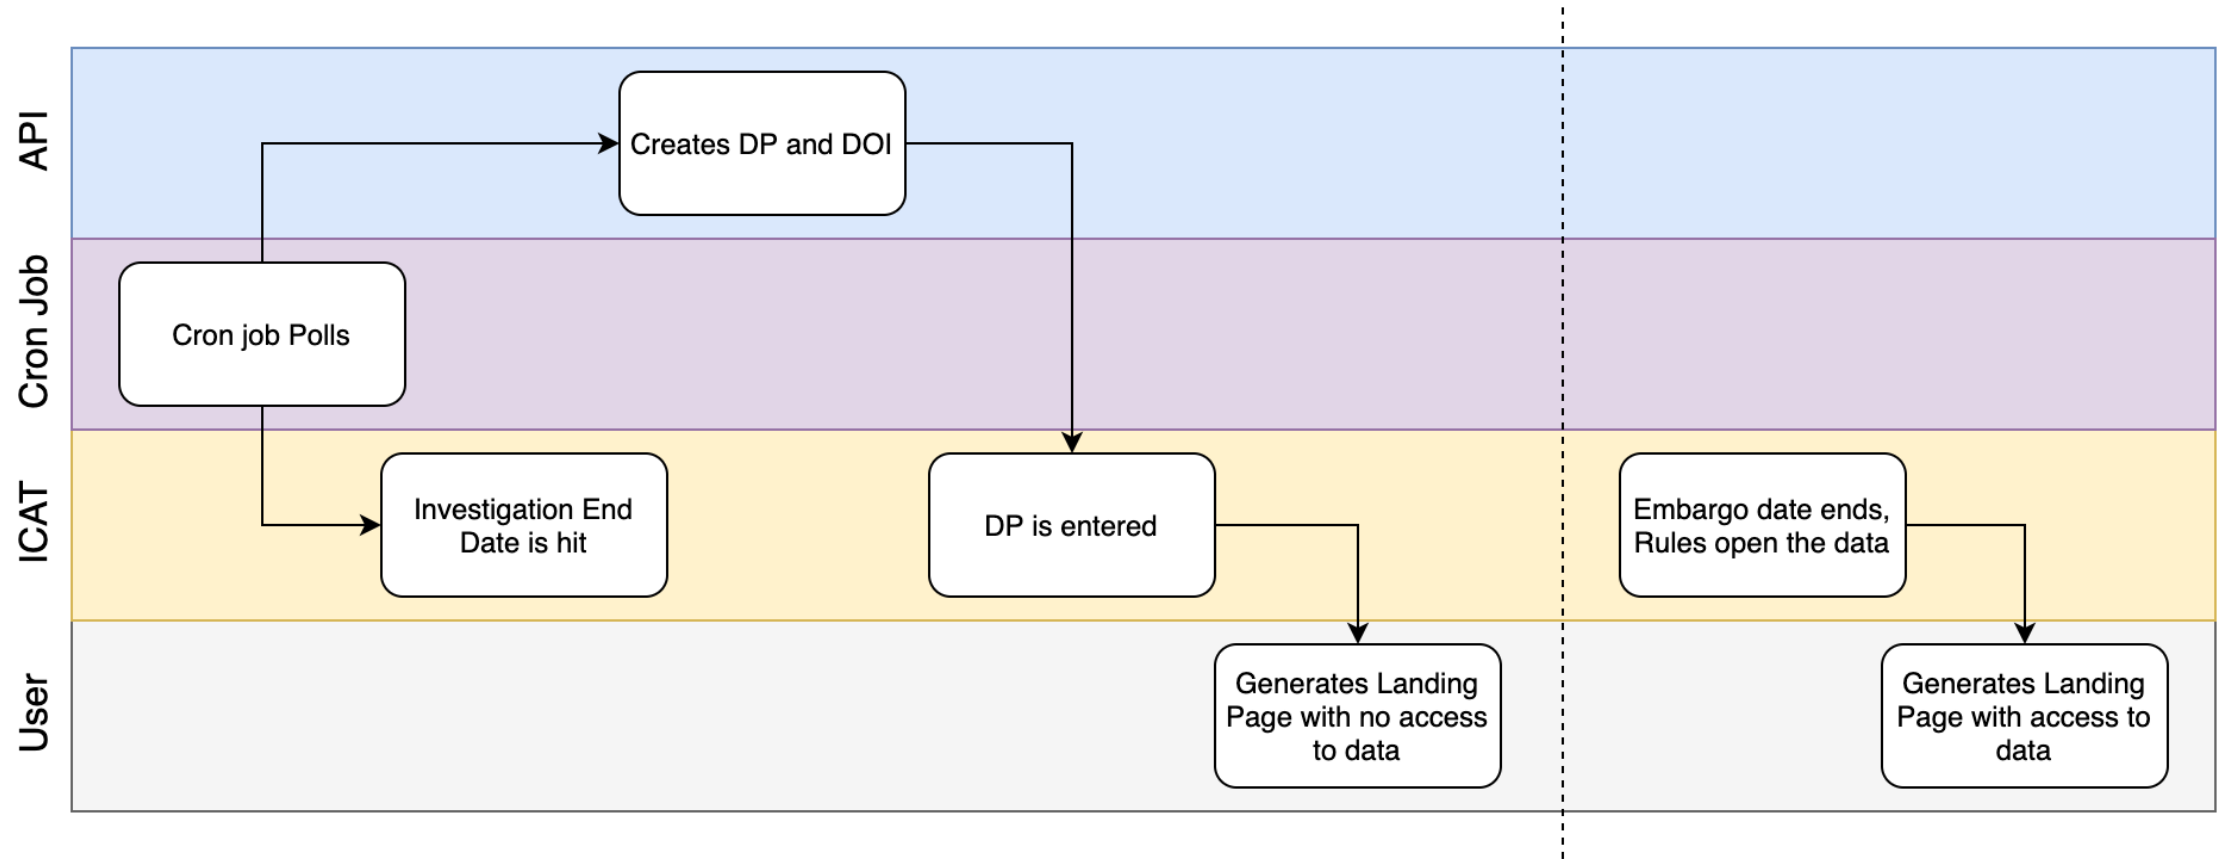 API
Creates DP and DOI
Cron Job
Cron job Polls
ICAT
Investigation End
Date is hit
DP is entered
Embargo date ends,
Rules open the data
User
Generates Landing
Page with no access
to data
Generates Landing
Page with access to
data